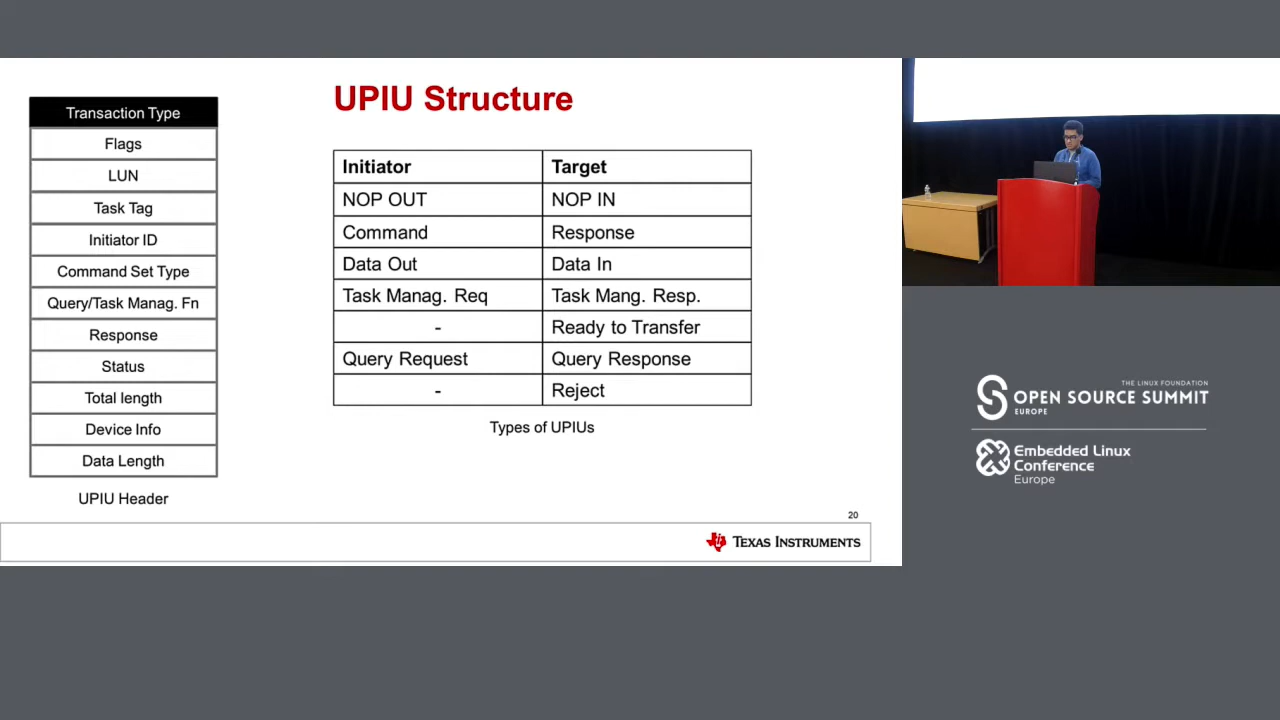 UPIU Structure
Transaction Type
Flags
LUN
Task Tag
Initiator ID
Command Set Type
Query/Task Manag. Fn
Response
Status
Total length
Device Info
Data Length
UPIU Header
Initiator Target
NOP OUT NOP IN
Command Response
Data Out Data In
Task Manag. Req Task Mang. Resp.
- Ready to Transfer
Query Request Query Response
- Reject
Types of UPIUs
20
TEXAS INSTRUMENTS
THE LINUX FOUNDATION
OPEN SOURCE SUMMIT
EUROPE
Embedded Linux
Conference
Europe